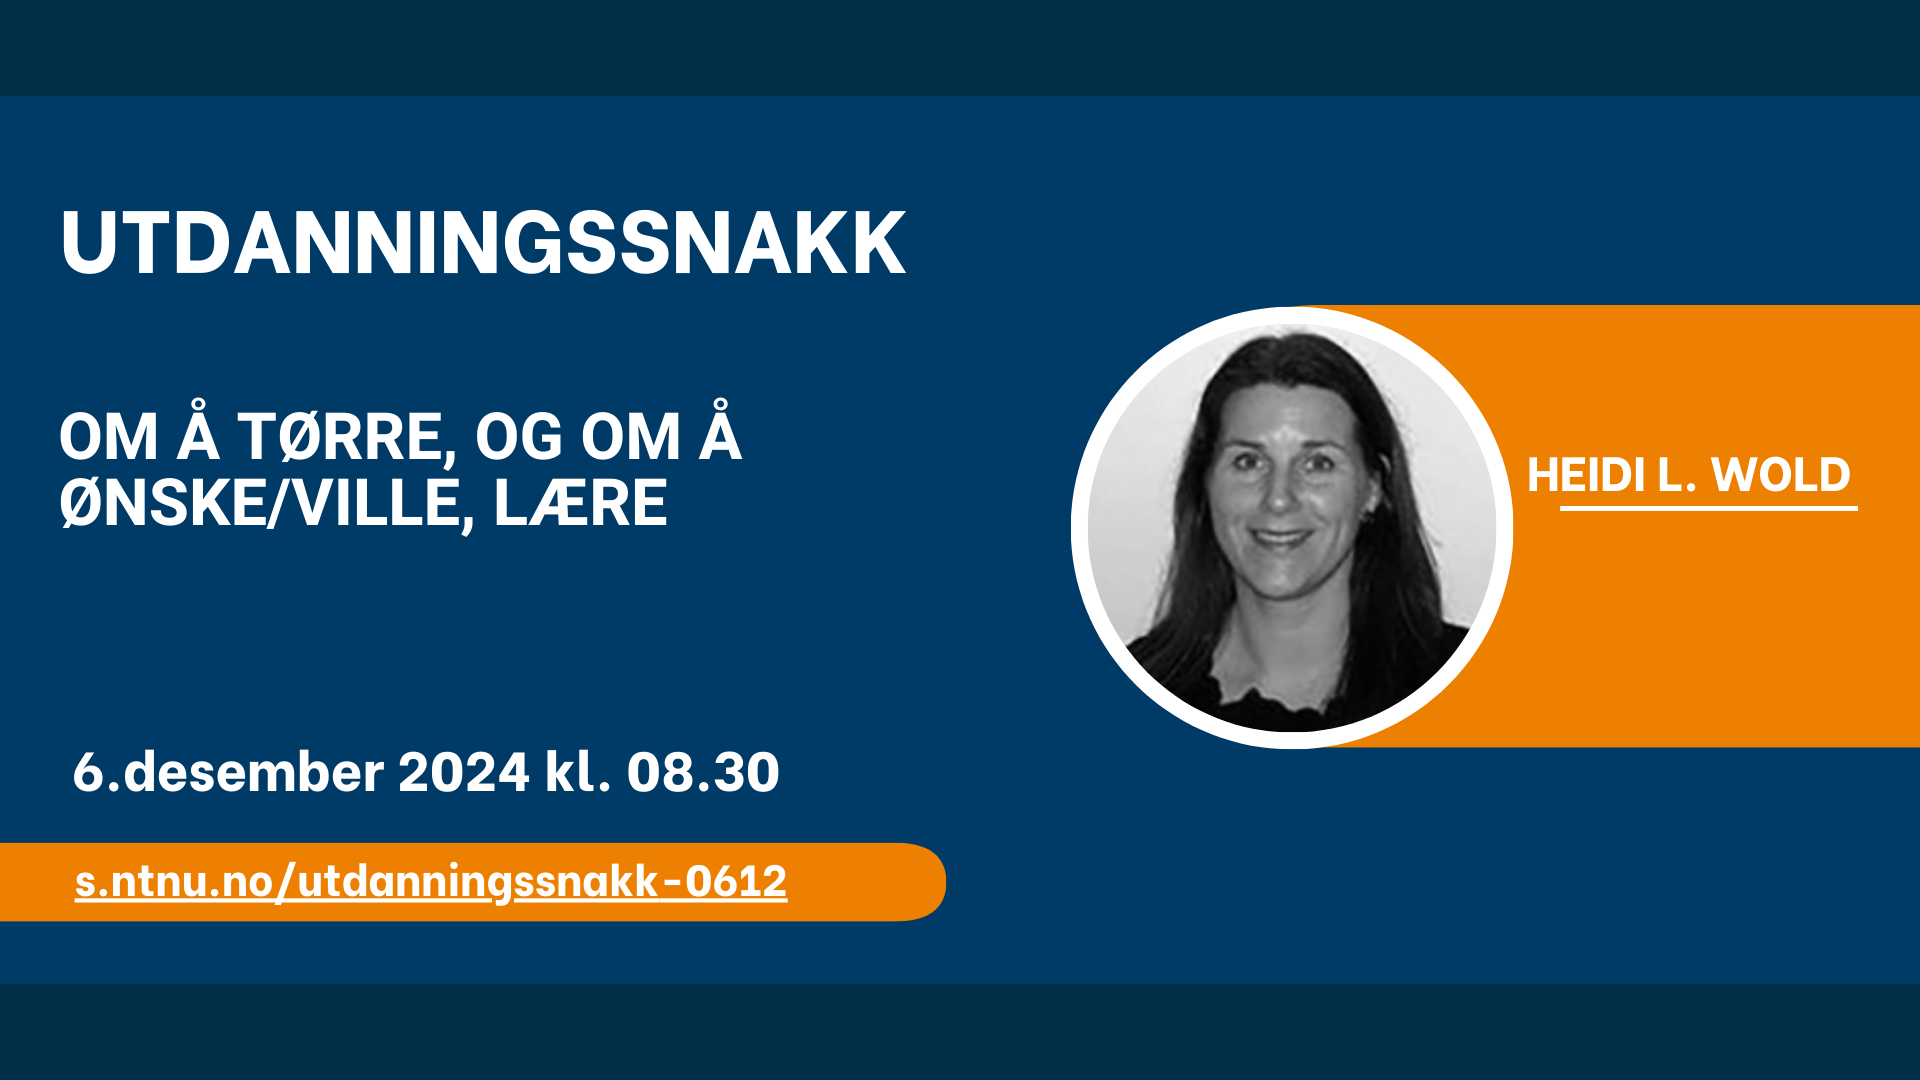 UTDANNINGSSNAKK
OM Å TØRRE, OG OM Å
ØNSKE/VILLE, LÆRE
HEIDI L. WOLD
6.desember 2024 kl. 08.30
s.ntnu.no/utdanningssnakk-0612